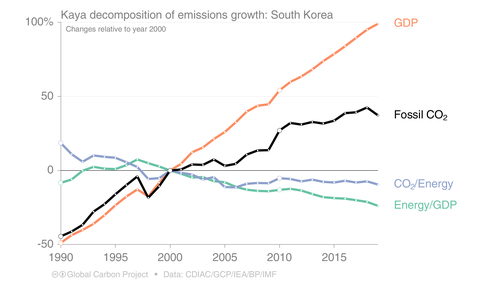 Kaya decomposition of emissions growth: South Korea
100%
Changes relative to year 2000
GDP
50
Fossil CO₂
0
CO₂/Energy
Energy/GDP
-50
1990 1995 2000 2005 2010 2015
Global Carbon Project • Data: CDIAC/GCP/IEA/BP/IMF